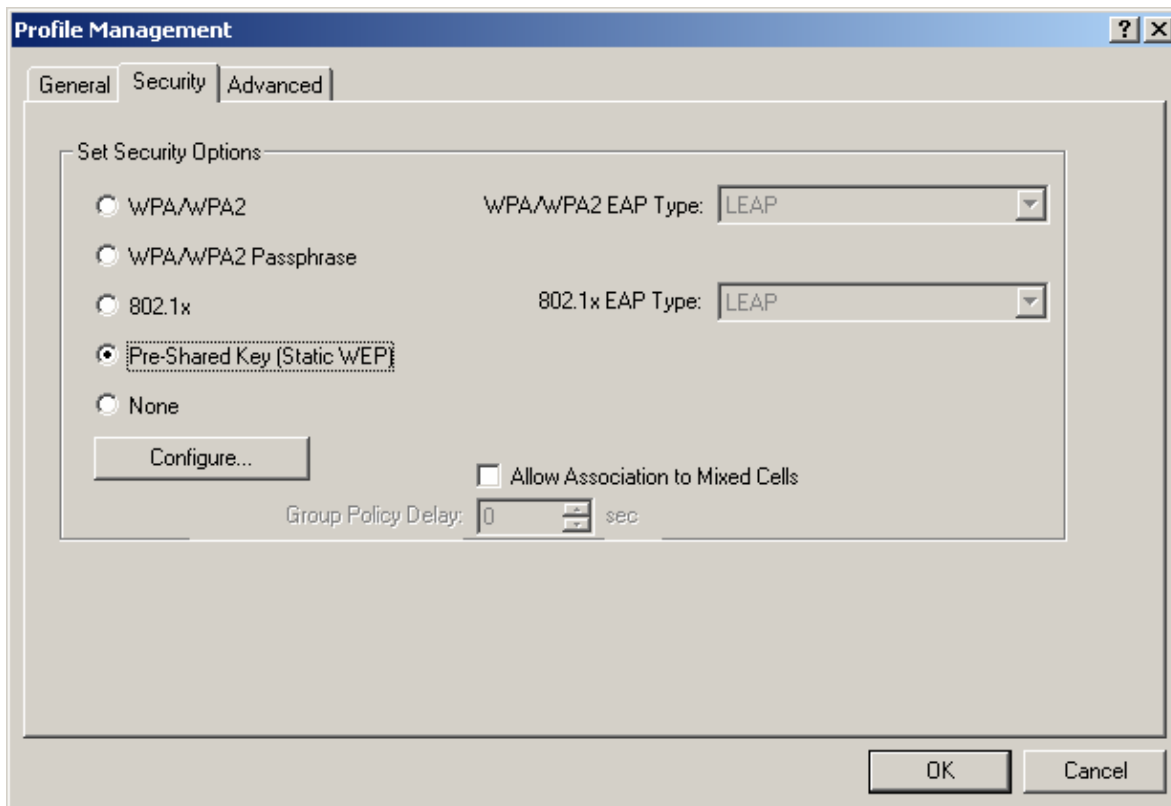 Profile Management
General Security Advanced
Set Security Options
WPA/WPA2 WPA/WPA2 EAP Type: LEAP
WPA/WPA2 Passphrase
802.1x 802.1x EAP Type: LEAP
Pre-Shared Key (Static WEP)
None
Configure...
Allow Association to Mixed Cells
Group Policy Delay: 0 sec
OK Cancel